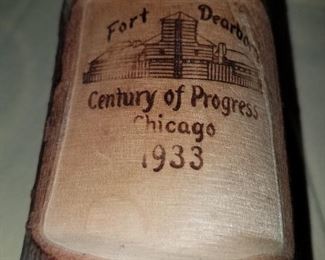 Fort Dearbo
Century of Progress
Chicago
1933